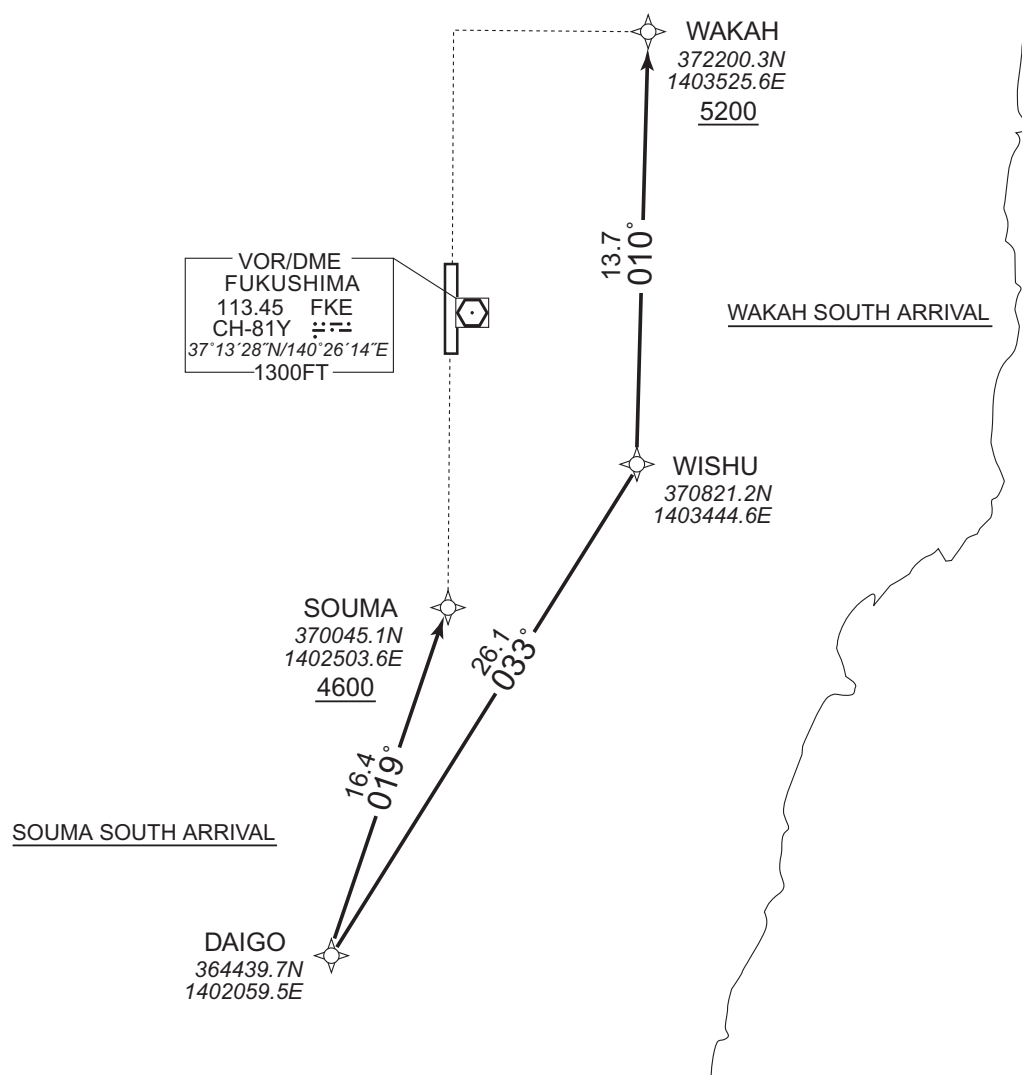 WAKAH
372200.3N
1403525.6E
5200
13.7
010°
VOR/DME
FUKUSHIMA
113.45 FKE
CH-81Y
37°13´28˝N/140°26´14˝E
1300FT
WAKAH SOUTH ARRIVAL
WISHU
370821.2N
1403444.6E
SOUMA
370045.1N
1402503.6E
4600
26.1
033°
16.4
019°
SOUMA SOUTH ARRIVAL
DAIGO
364439.7N
1402059.5E